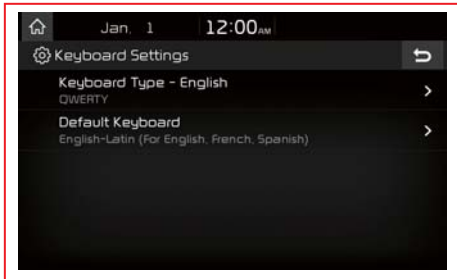 Jan. 1 12:00AM
Keyboard Settings
Keyboard Type - English
QWERTY
Default Keyboard
English-Latin (For English, French, Spanish)